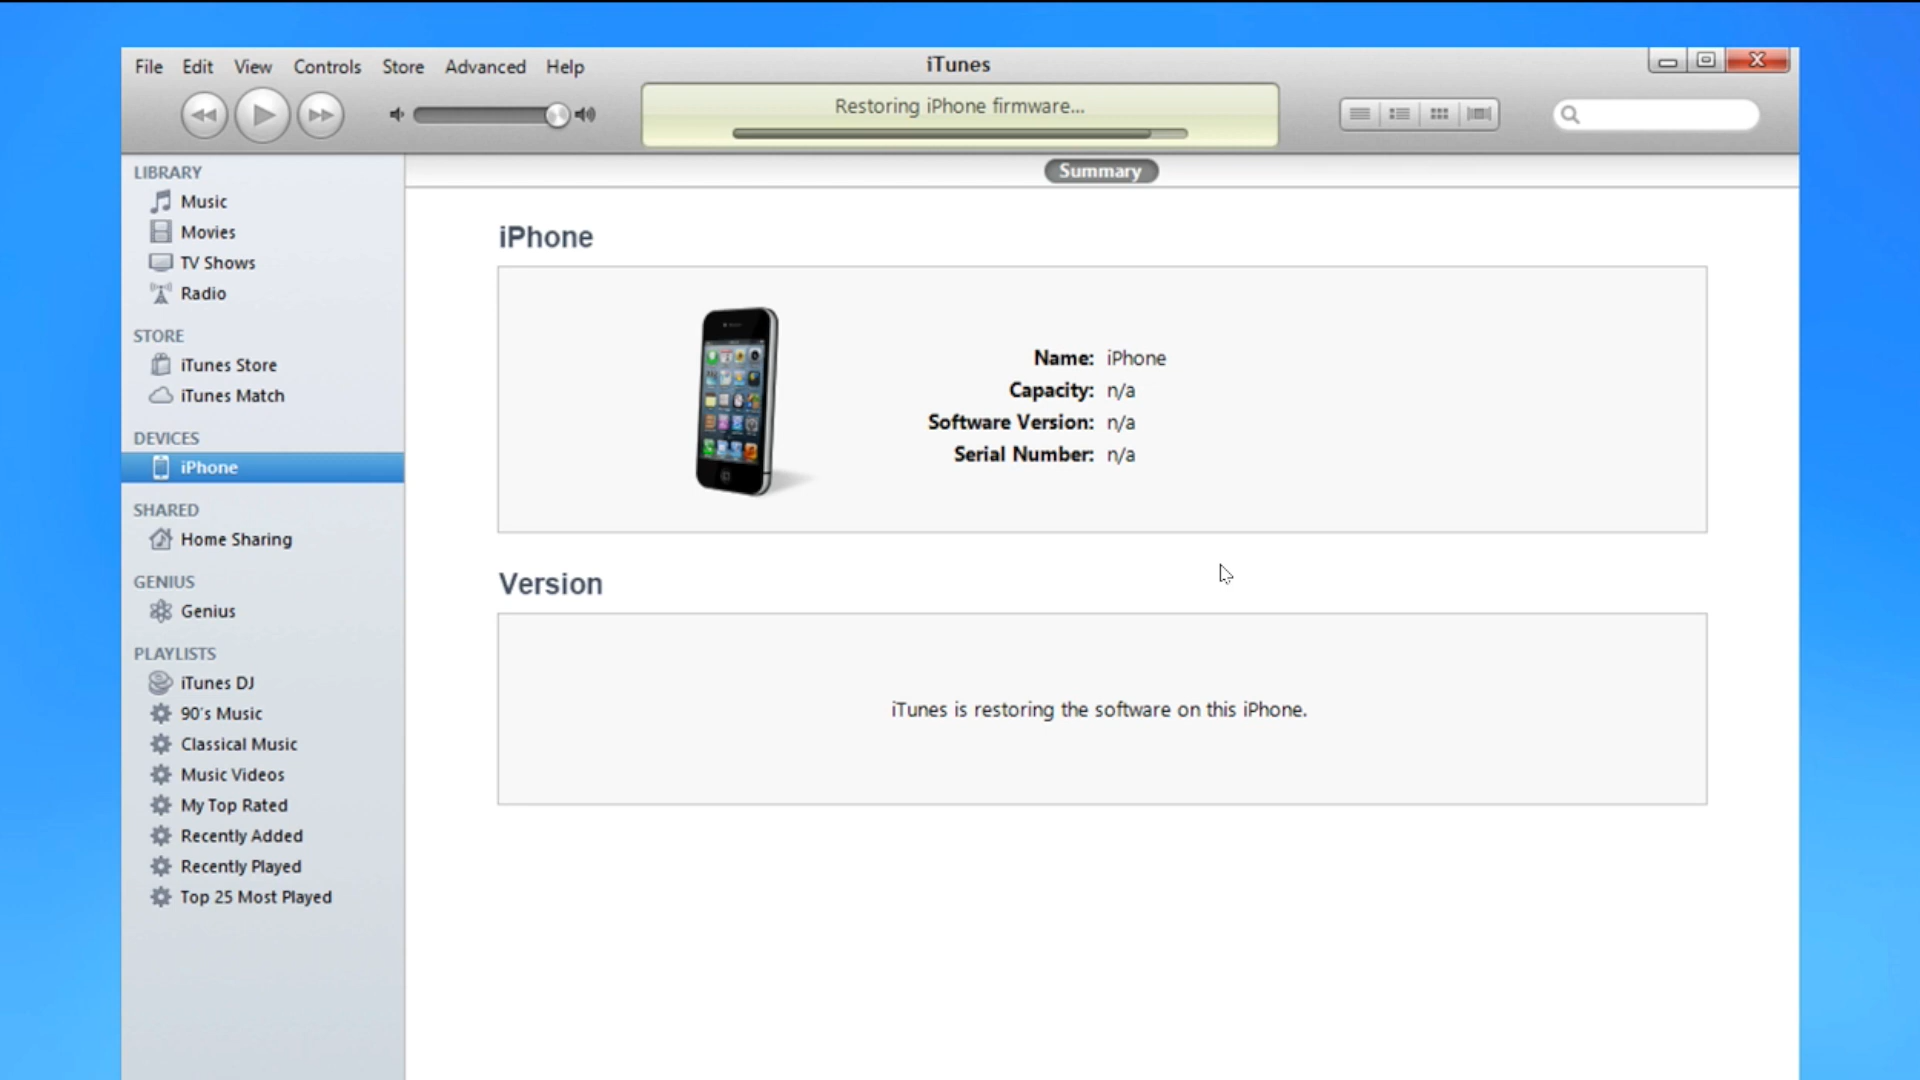 File Edit View Controls Store Advanced Help
iTunes
Restoring iPhone firmware...
LIBRARY
Music
Movies
TV Shows
Radio
STORE
iTunes Store
iTunes Match
DEVICES
iPhone
SHARED
Home Sharing
GENIUS
Genius
PLAYLISTS
iTunes DJ
90's Music
Classical Music
Music Videos
My Top Rated
Recently Added
Recently Played
Top 25 Most Played
Summary
iPhone
Name: iPhone
Capacity: n/a
Software Version: n/a
Serial Number: n/a
Version
iTunes is restoring the software on this iPhone.